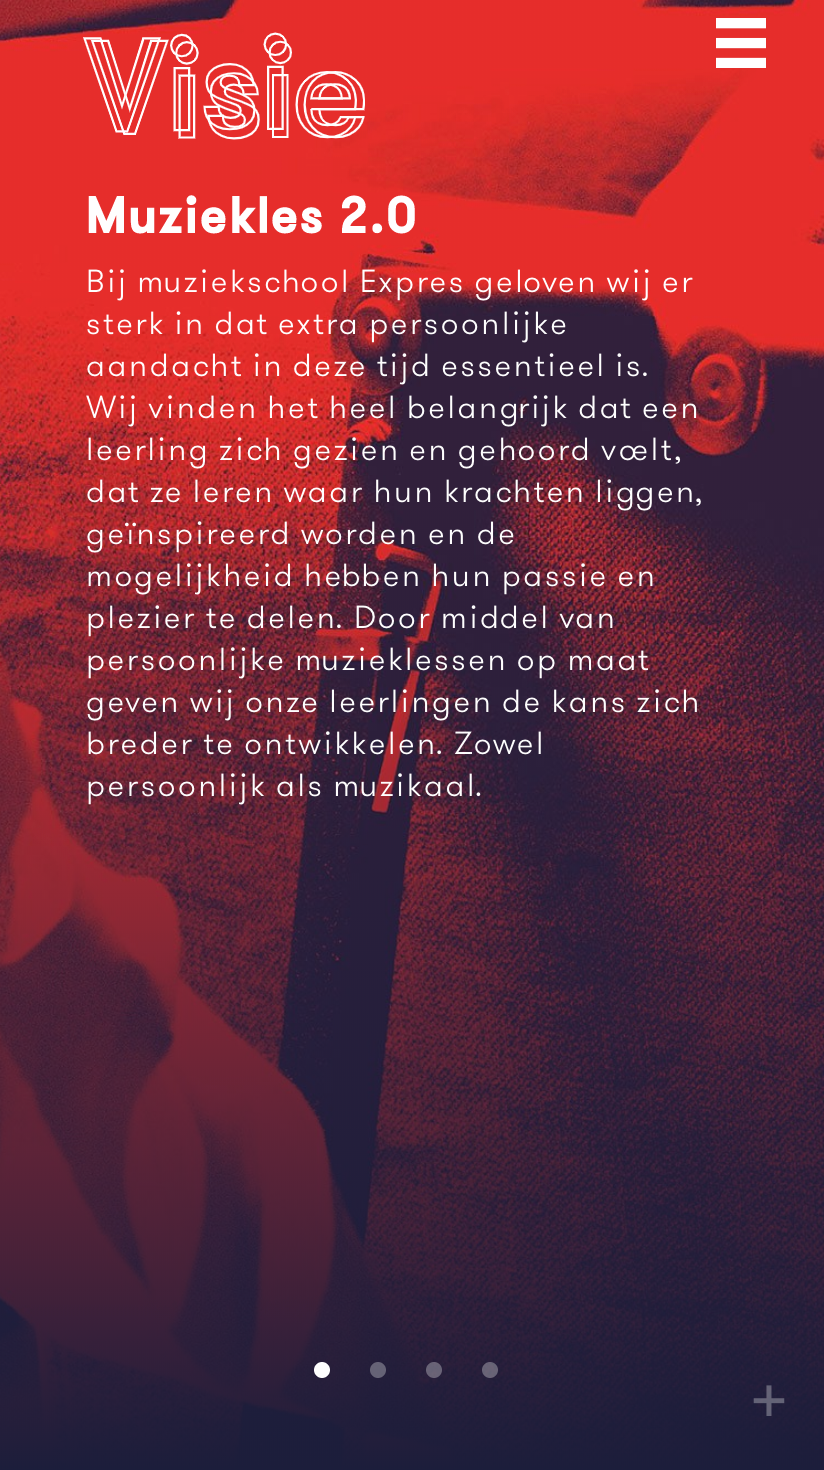 Visie
Muziekles 2.0
Bij muziekschool Expres geloven wij er
sterk in dat extra persoonlijke
aandacht in deze tijd essentieel is.
Wij vinden het heel belangrijk dat een
leerling zich gezien en gehoord vœlt,
dat ze leren waar hun krachten liggen,
geïnspireerd worden en de
mogelijkheid hebben hun passie en
plezier te delen. Door middel van
persoonlijke muzieklessen op maat
geven wij onze leerlingen de kans zich
breder te ontwikkelen. Zowel
persoonlijk als muzikaal.
+